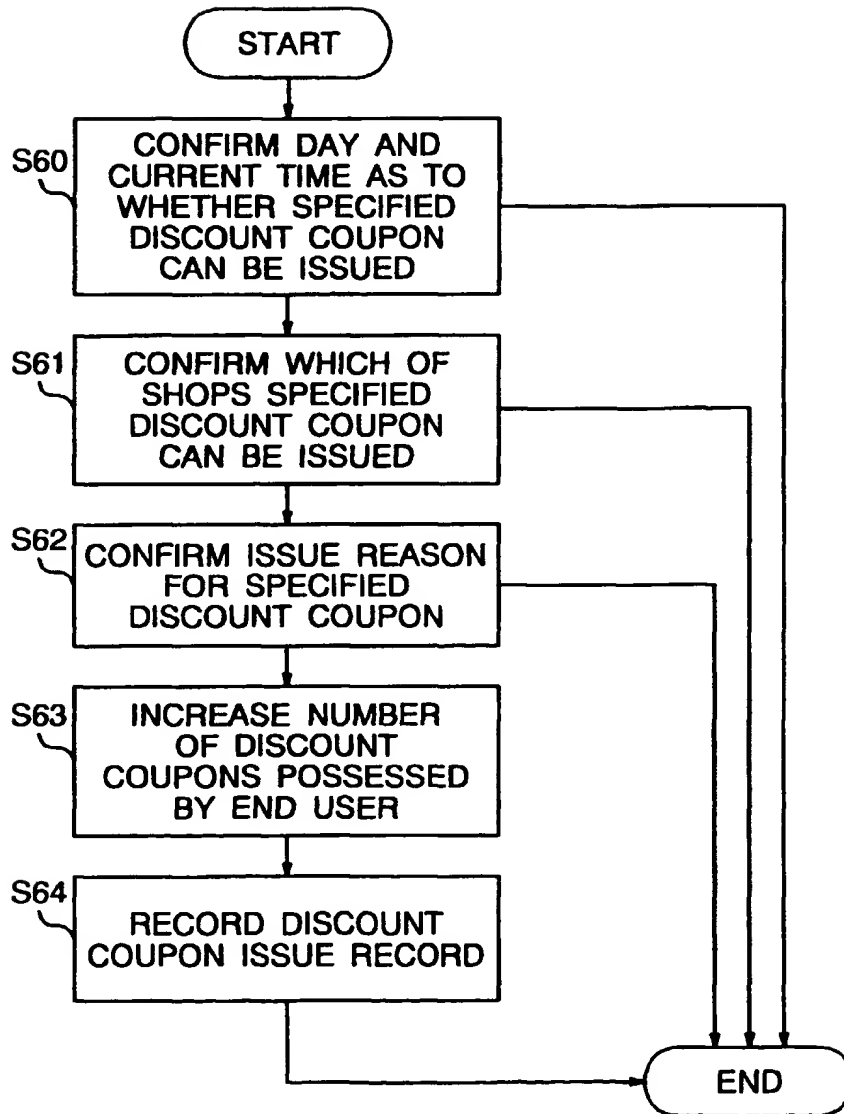 START
S60
CONFIRM DAY AND
CURRENT TIME AS TO
WHETHER SPECIFIED
DISCOUNT COUPON
CAN BE ISSUED
S61
CONFIRM WHICH OF
SHOPS SPECIFIED
DISCOUNT COUPON
CAN BE ISSUED
S62
CONFIRM ISSUE REASON
FOR SPECIFIED
DISCOUNT COUPON
S63
INCREASE NUMBER
OF DISCOUNT
COUPONS POSSESSED
BY END USER
S64
RECORD DISCOUNT
COUPON ISSUE RECORD
END